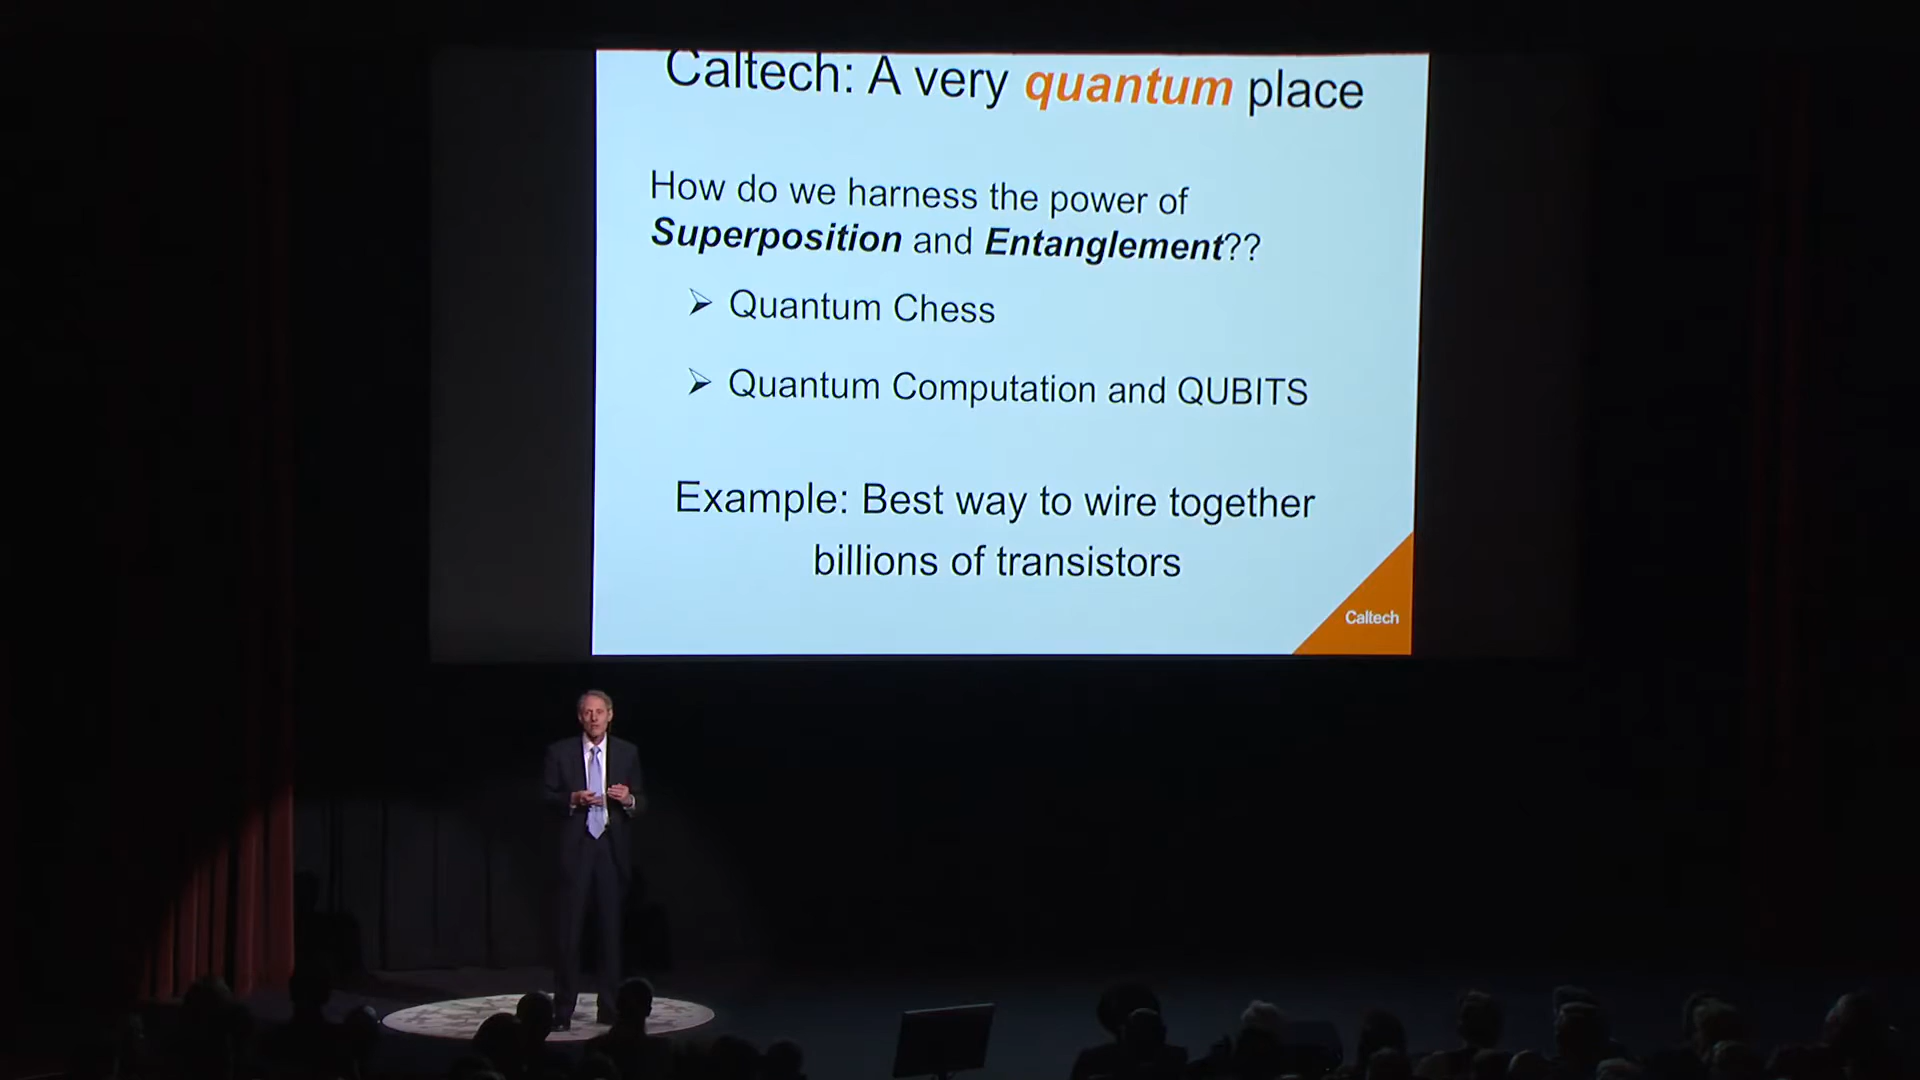 Caltech: A very quantum place
How do we harness the power of
Superposition and Entanglement??
➢ Quantum Chess
➢ Quantum Computation and QUBITS
Example: Best way to wire together
billions of transistors
Caltech